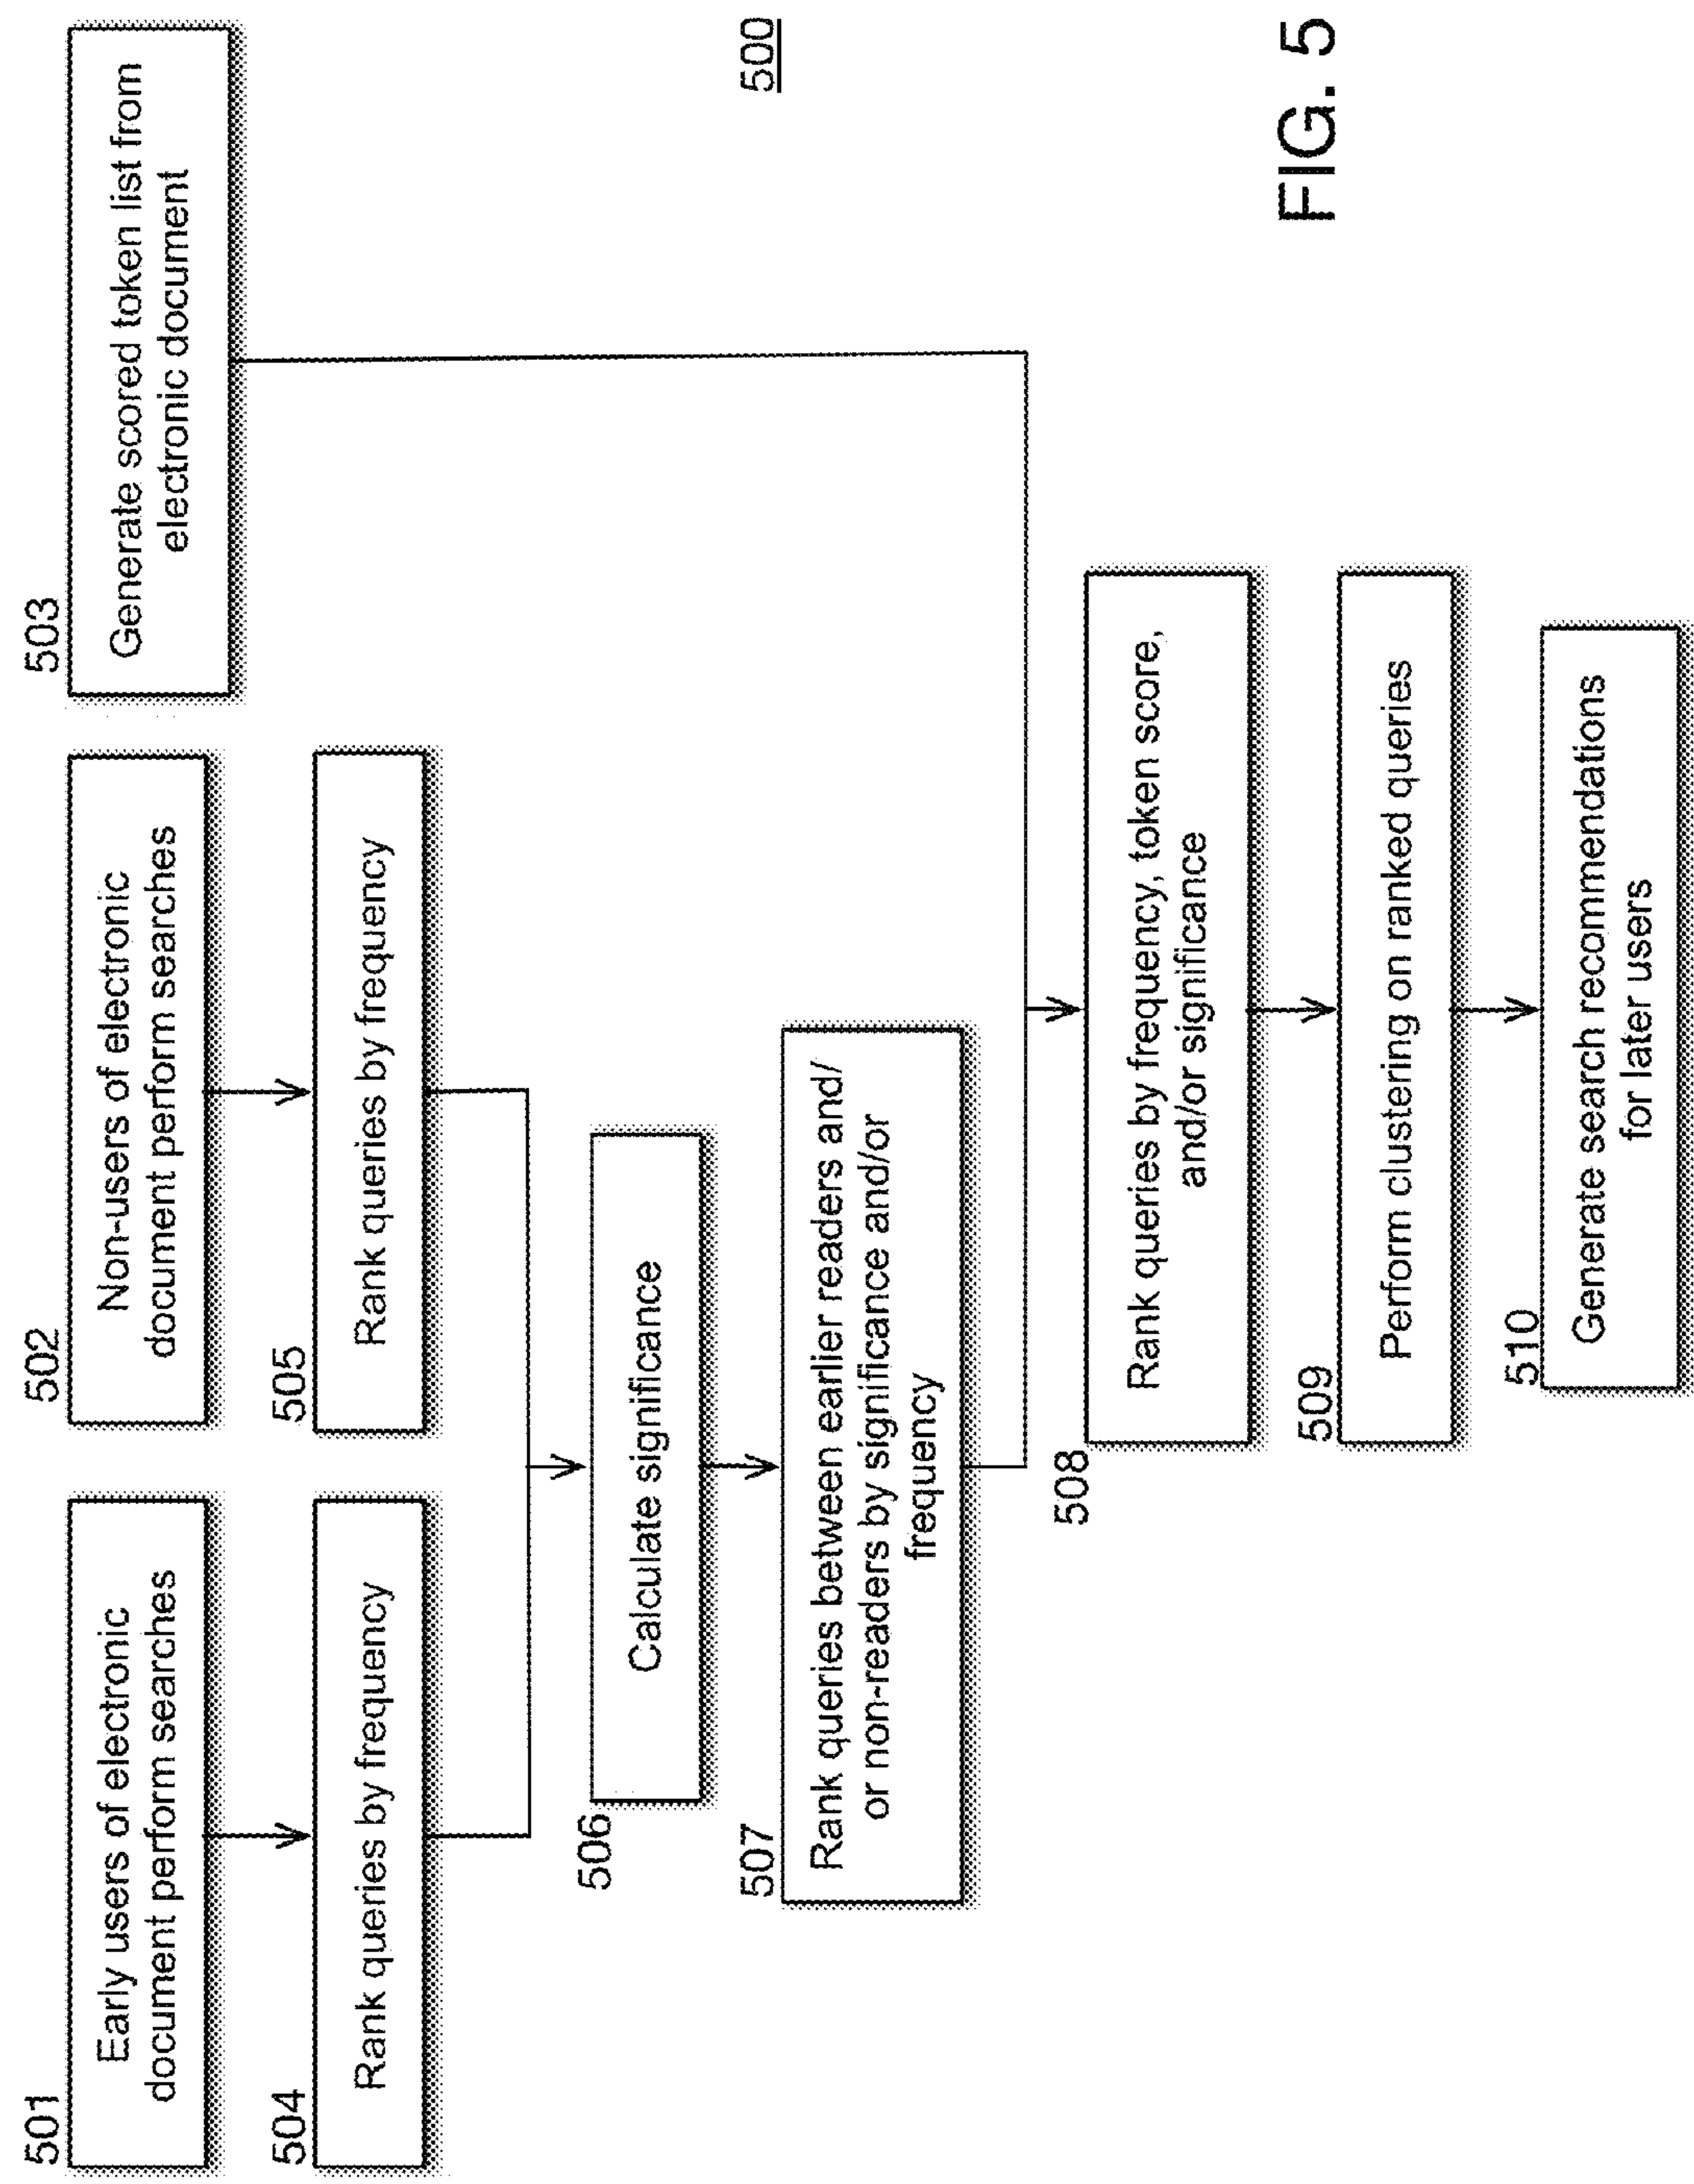 501
Early users of electronic
document perform searches
502
Non-users of electronic
document perform searches
503
Generate scored token list from
electronic document
504
Rank queries by frequency
505
Rank queries by frequency
506
Calculate significance
507
Rank queries between earlier readers and/
or non-readers by significance and/or
frequency
500
508
Rank queries by frequency, token score,
and/or significance
509
Perform clustering on ranked queries
510
Generate search recommendations
for later users
FIG. 5